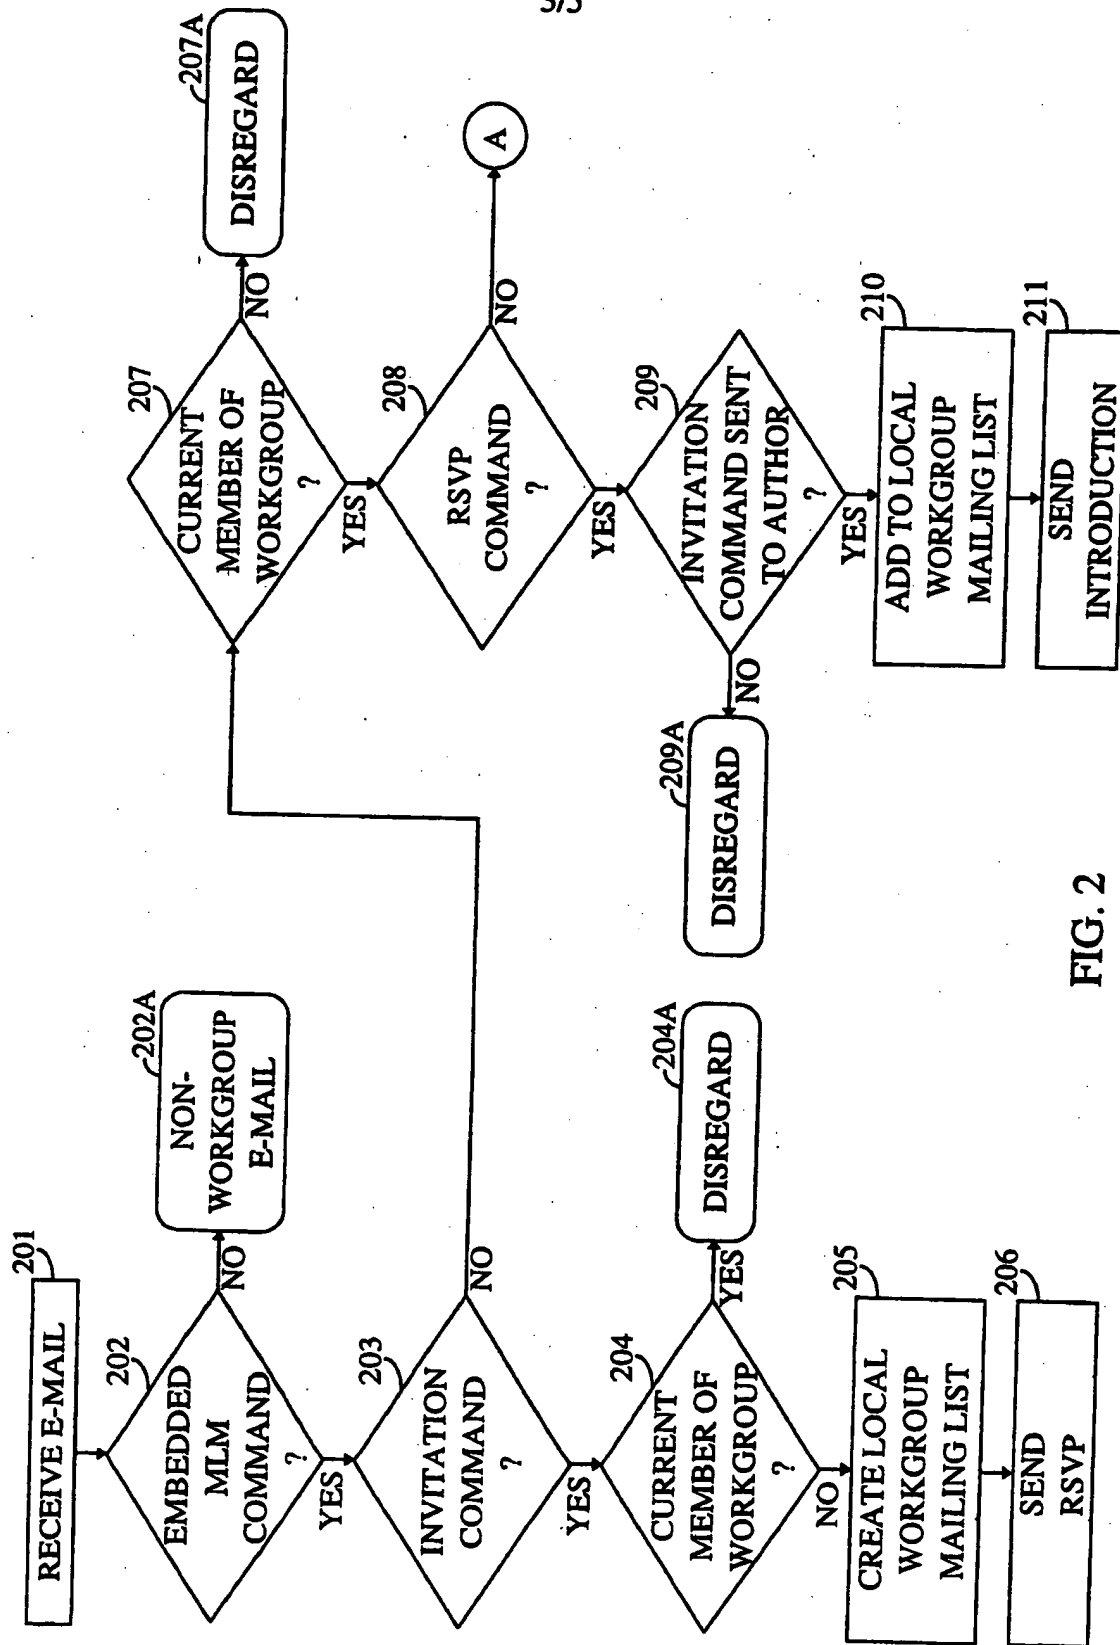 3/5
201
RECEIVE E-MAIL
202
EMBEDDED
MLM
COMMAND
?
NO
202A
NON-
WORKGROUP
E-MAIL
YES
203
INVITATION
COMMAND
?
NO
YES
204
CURRENT
MEMBER OF
WORKGROUP
?
YES
204A
DISREGARD
NO
205
CREATE LOCAL
WORKGROUP
MAILING LIST
206
SEND
RSVP
207
CURRENT
MEMBER OF
WORKGROUP
?
NO
207A
DISREGARD
YES
208
RSVP
COMMAND
?
NO
A
YES
209
INVITATION
COMMAND SENT
TO AUTHOR
?
NO
209A
DISREGARD
YES
210
ADD TO LOCAL
WORKGROUP
MAILING LIST
211
SEND
INTRODUCTION
FIG. 2